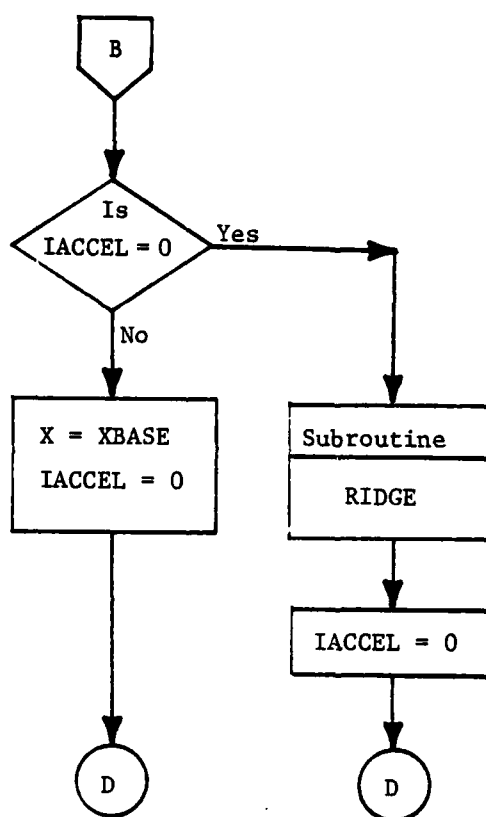 B
Is
IACCEL = 0
Yes
No
X = XBASE
IACCEL = 0
Subroutine
RIDGE
IACCEL = 0
D
D